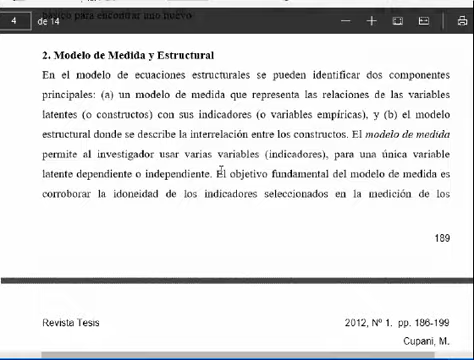 básico para encontrar uno nuevo
4 de 14
2. Modelo de Medida y Estructural
En el modelo de ecuaciones estructurales se pueden identificar dos componentes
principales: (a) un modelo de medida que representa las relaciones de las variables
latentes (o constructos) con sus indicadores (o variables empíricas), y (b) el modelo
estructural donde se describe la interrelación entre los constructos. El modelo de medida
permite al investigador usar varias variables (indicadores), para una única variable
latente dependiente o independiente. El objetivo fundamental del modelo de medida es
corroborar la idoneidad de los indicadores seleccionados en la medición de los
189
Revista Tesis
2012, Nº 1. pp. 186-199
Cupani, M.